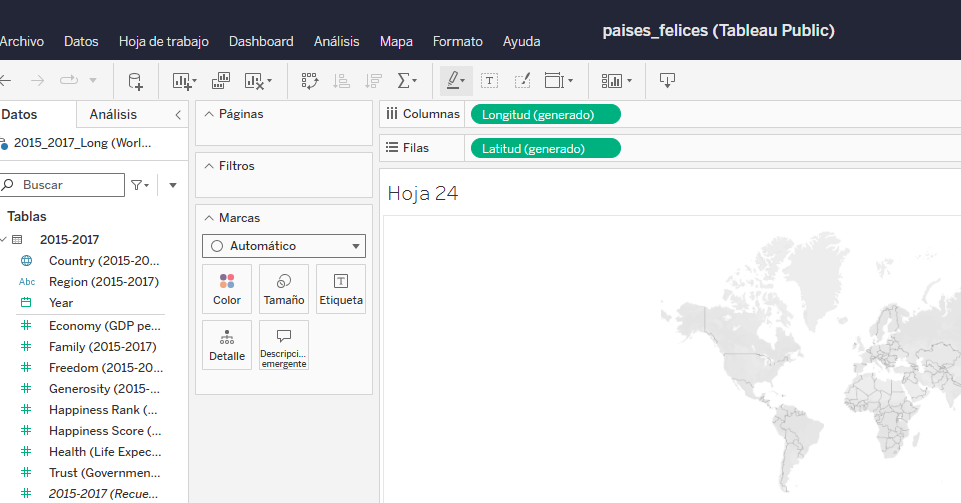 paises_felices (Tableau Public)
Archivo Datos Hoja de trabajo Dashboard Análisis Mapa Formato Ayuda
Datos Análisis
2015_2017_Long (Worl...
Buscar
Tablas
2015-2017
Country (2015-20...
Abc Region (2015-2017)
Year
Economy (GDP pe...
Family (2015-2017)
Freedom (2015-20...
Generosity (2015-...
Happiness Rank (...
Happiness Score (...
Health (Life Expec...
Trust (Governmen...
2015-2017 (Recue...
Páginas
Filtros
Marcas
Automático
Color Tamaño Etiqueta
Detalle Descripci... emergente
Columnas Longitud (generado)
Filas Latitud (generado)
Hoja 24